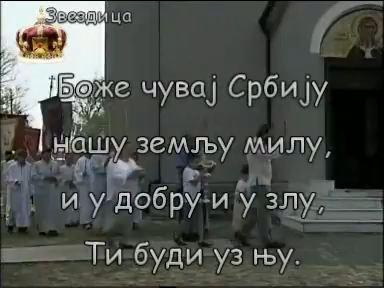 Звездица
Боже чувај Србију
нашу земљу милу,
и у добру и у злу,
Ти буди уз њу.